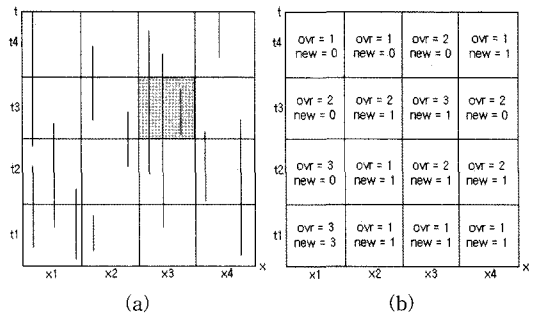 t
t4
t3
t2
t1
x1 x2 x3 x4 x
(a)
t
t4
t3
t2
t1
ovr = 1 ovr = 1 ovr = 2 ovr = 1
new = 0 new = 0 new = 0 new = 1
ovr = 2 ovr = 2 ovr = 3 ovr = 2
new = 0 new = 1 new = 1 new = 0
ovr = 3 ovr = 1 ovr = 2 ovr = 2
new = 0 new = 1 new = 1 new = 1
ovr = 3 ovr = 1 ovr = 1 ovr = 1
new = 3 new = 1 new = 1 new = 1
x1 x2 x3 x4 x
(b)